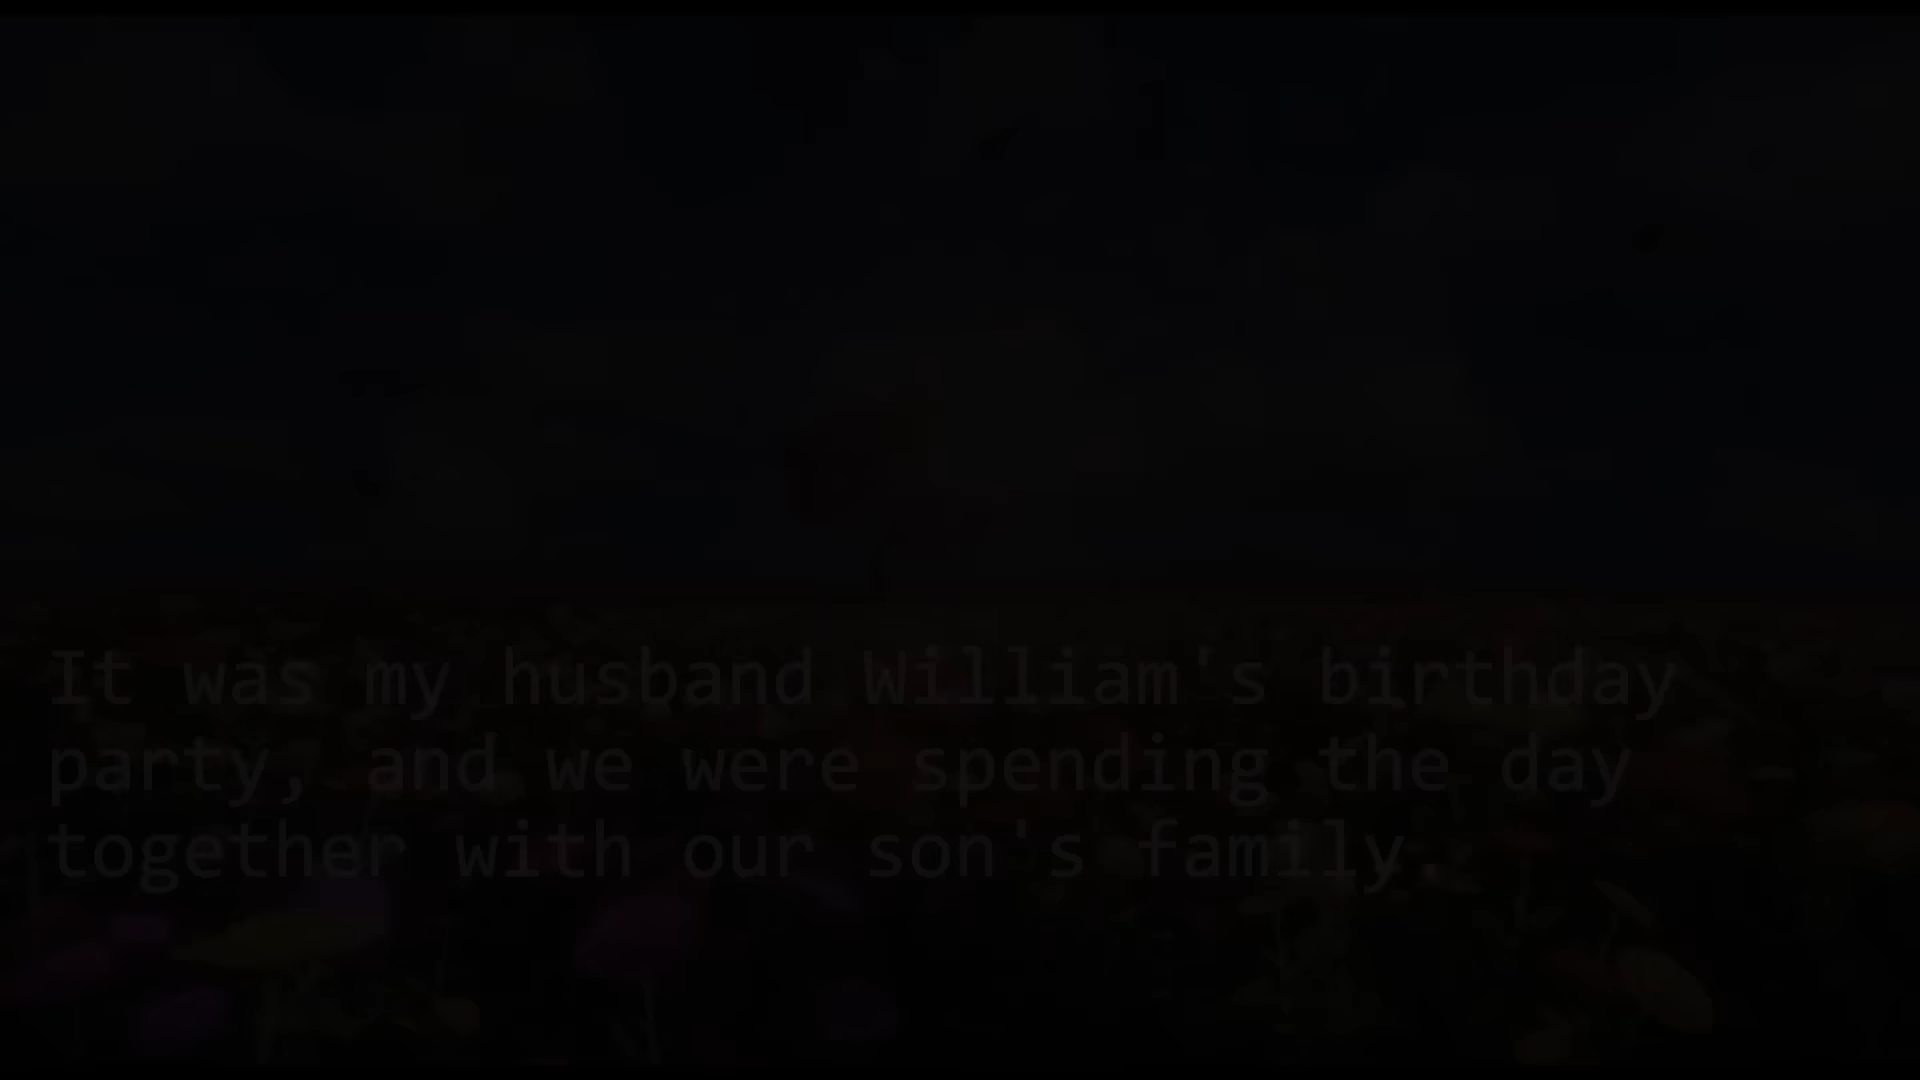 It was my husband William's birthday
party, and we were spending the day
together with our son's family.